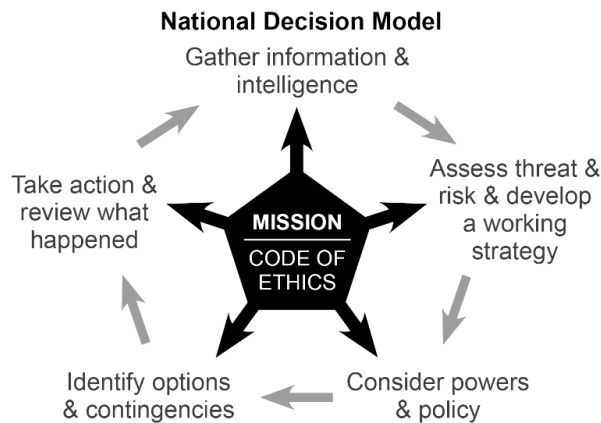 National Decision Model
Gather information &
intelligence
Assess threat &
risk & develop
a working
strategy
Consider powers
& policy
Identify options
& contingencies
Take action &
review what
happened
MISSION
CODE OF
ETHICS